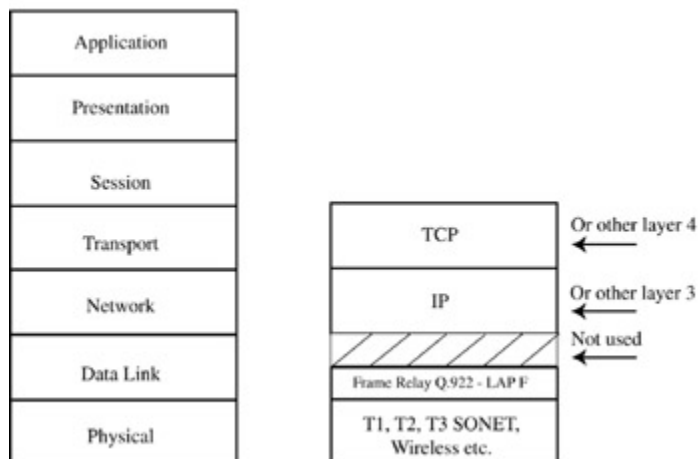 Application
Presentation
Session
Transport
Network
Data Link
Physical
TCP
Or other layer 4
IP
Or other layer 3
Not used
Frame Relay Q.922 - LAP F
T1, T2, T3 SONET,
Wireless etc.